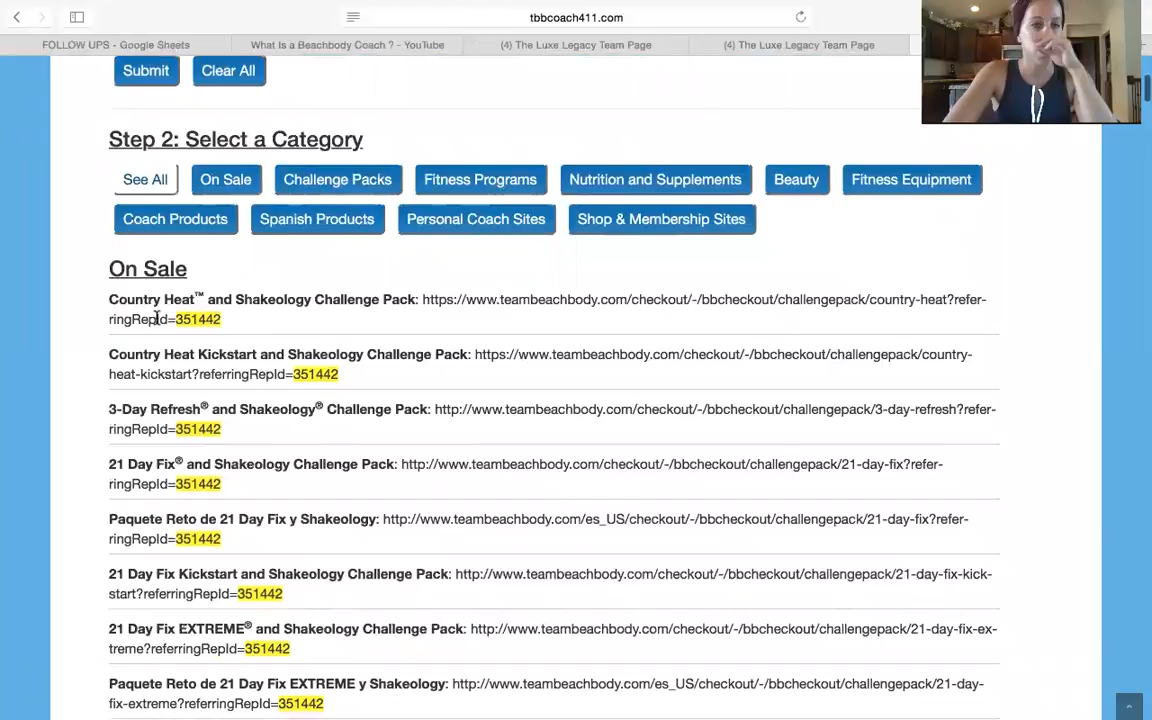 tbbcoach411.com
FOLLOW UPS - Google Sheets
What Is a Beachbody Coach ? - YouTube
(4) The Luxe Legacy Team Page
(4) The Luxe Legacy Team Page
Submit
Clear All
Step 2: Select a Category
See All
On Sale
Challenge Packs
Fitness Programs
Nutrition and Supplements
Beauty
Fitness Equipment
Coach Products
Spanish Products
Personal Coach Sites
Shop & Membership Sites
On Sale
Country Heat™ and Shakeology Challenge Pack: https://www.teambeachbody.com/checkout/-/bbcheckout/challengepack/country-heat?refer-
ringRepId=351442
Country Heat Kickstart and Shakeology Challenge Pack: https://www.teambeachbody.com/checkout/-/bbcheckout/challengepack/country-
heat-kickstart?referringRepId=351442
3-Day Refresh® and Shakeology® Challenge Pack: http://www.teambeachbody.com/checkout/-/bbcheckout/challengepack/3-day-refresh?refer-
ringRepId=351442
21 Day Fix® and Shakeology Challenge Pack: http://www.teambeachbody.com/checkout/-/bbcheckout/challengepack/21-day-fix?refer-
ringRepId=351442
Paquete Reto de 21 Day Fix y Shakeology: http://www.teambeachbody.com/es_US/checkout/-/bbcheckout/challengepack/21-day-fix?refer-
ringRepId=351442
21 Day Fix Kickstart and Shakeology Challenge Pack: http://www.teambeachbody.com/checkout/-/bbcheckout/challengepack/21-day-fix-kick-
start?referringRepId=351442
21 Day Fix EXTREME® and Shakeology Challenge Pack: http://www.teambeachbody.com/checkout/-/bbcheckout/challengepack/21-day-fix-ex-
treme?referringRepId=351442
Paquete Reto de 21 Day Fix EXTREME y Shakeology: http://www.teambeachbody.com/es_US/checkout/-/bbcheckout/challengepack/21-day-
fix-extreme?referringRepId=351442